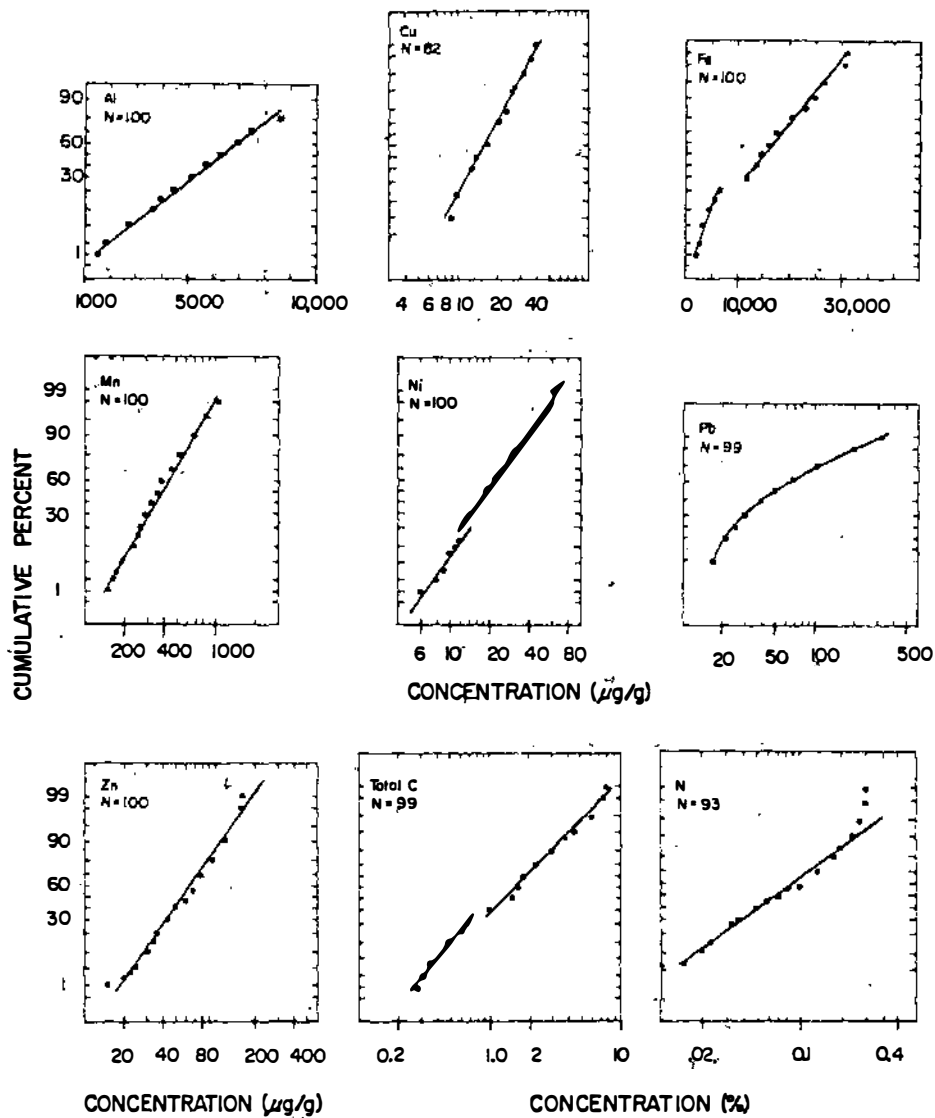 Al
N=100
90
60
30
1
1000 5000 10,000
Cu
N=82
4 6 8 10 20 40
Fe
N=100
0 10,000 30,000
CUMULATIVE PERCENT
Mn
N=100
99
90
60
30
1
200 400 1000
Ni
N=100
6 10 20 40 80
Pb
N=99
20 50 100 500
CONCENTRATION (µg/g)
Zn
N=100
99
90
60
30
1
20 40 80 200 400
Total C
N=99
0.2 1.0 2 10
N
N=93
.02 0.1 0.4
CONCENTRATION (µg/g)
CONCENTRATION (%)